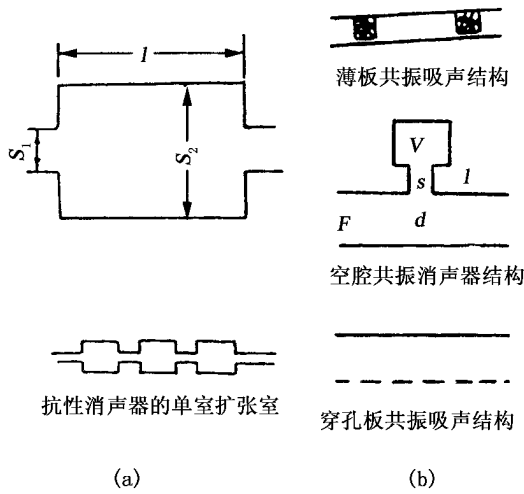 l
S₁
S₂
抗性消声器的单室扩张室
(a)
薄板共振吸声结构
V
s
l
F
d
空腔共振消声器结构
穿孔板共振吸声结构
(b)